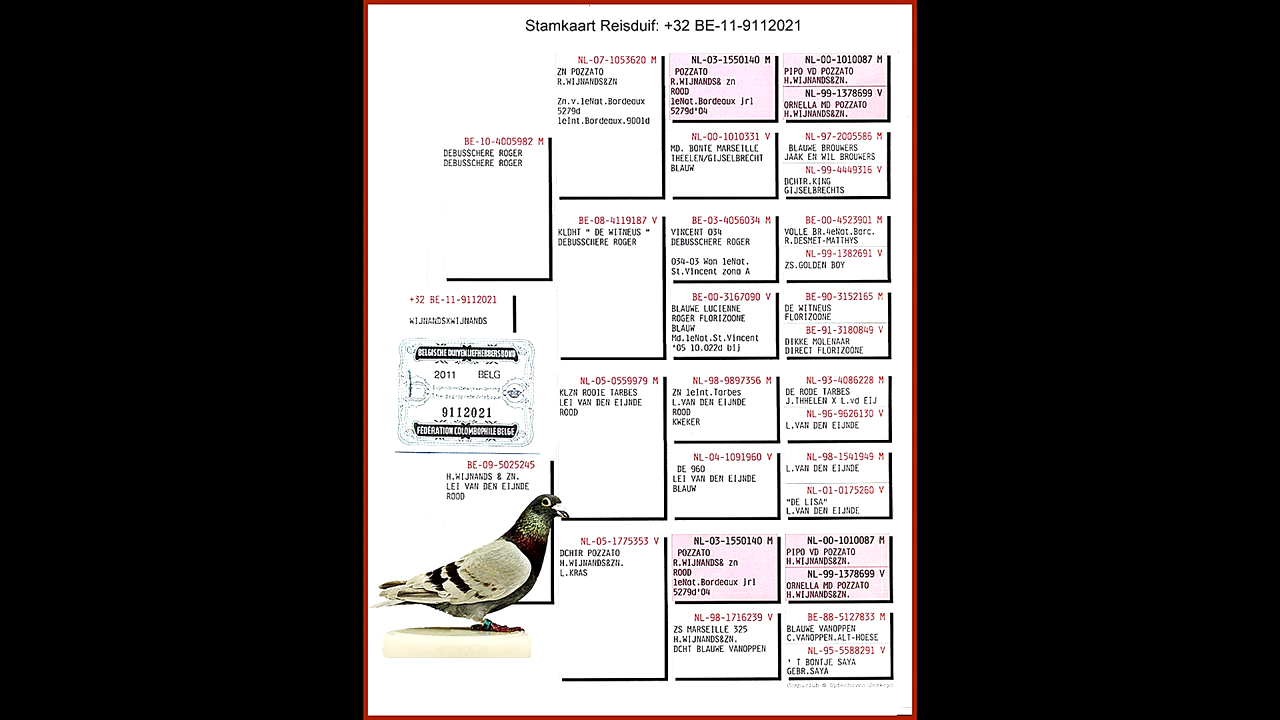 Stamkaart Reisduif: +32 BE-11-9112021
BE-10-4005982 M
DEBUSSCHERE ROGER
DEBUSSCHERE ROGER
+32 BE-11-9112021
WIJNANDSXWIJNANDS
BELGISCHE DUIVENLIEFHEBBERSBOND
2011 BELG
Eigendomsbewijs
9112021
FEDERATION COLOMBOPHILE BELGE
BE-09-5025245
H.WIJNANDS & ZN.
LEI VAN DEN EIJNDE
ROOD
NL-07-1053620 M
ZN POZZATO
R.WIJNANDS&ZN
Zn.v.1eNat.Bordeaux
5279d
1eInt.Bordeaux.9001d
BE-08-4119187 V
KLDHT " DE WITNEUS "
DEBUSSCHERE ROGER
NL-05-0559979 M
KLZN ROOIE TARBES
LEI VAN DEN EIJNDE
ROOD
NL-05-1775353 V
DCHTR POZZATO
H.WIJNANDS&ZN.
L.KRAS
NL-03-1550140 M
POZZATO
R.WIJNANDS& zn
ROOD
1eNat.Bordeaux jrl
5279d'04
NL-00-1010331 V
MD. BONTE MARSEILLE
THEELEN/GIJSELBRECHT
BLAUW
BE-03-4056034 M
VINCENT 034
DEBUSSCHERE ROGER
034-03 Won 1eNat.
St.Vincent zona A
BE-00-3167090 V
BLAUWE LUCIENNE
ROGER FLORIZOONE
BLAUW
Md.1eNat.St.Vincent
'05 10.022d bij
NL-98-9897356 M
ZN 1eInt.Tarbes
L.VAN DEN EIJNDE
ROOD
KWEKER
NL-04-1091960 V
DE 960
LEI VAN DEN EIJNDE
BLAUW
NL-03-1550140 M
POZZATO
R.WIJNANDS& zn
ROOD
1eNat.Bordeaux jrl
5279d'04
NL-98-1716239 V
ZS MARSEILLE 325
H.WIJNANDS&ZN.
DCHT BLAUWE VANOPPEN
NL-00-1010087 M
PIPO VD POZZATO
H.WIJNANDS&ZN.
NL-99-1378699 V
ORNELLA MD POZZATO
H.WIJNANDS&ZN.
NL-97-2005586 M
BLAUWE BROUWERS
JAAK EN WIL BROUWERS
NL-99-4449316 V
DCHTR.KING
GIJSELBRECHTS
BE-00-4523901 M
VOLLE BR.4eNat.Barc.
R.DESMET-MATTHYS
NL-99-1382691 V
ZS.GOLDEN BOY
BE-90-3152165 M
DE WITNEUS
FLORIZOONE
BE-91-3180849 V
DIKKE MOLENAAR
DIRECT FLORIZOONE
NL-93-4086228 M
DE RODE TARBES
J.THHELEN X L.vd EIJ
NL-96-9626130 V
L.VAN DEN EIJNDE
NL-98-1541949 M
L.VAN DEN EIJNDE
NL-01-0175260 V
"DE LISA"
L.VAN DEN EIJNDE
NL-00-1010087 M
PIPO VD POZZATO
H.WIJNANDS&ZN.
NL-99-1378699 V
ORNELLA MD POZZATO
H.WIJNANDS&ZN.
BE-88-5127833 M
BLAUWE VANOPPEN
C.VANOPPEN.ALT-HOESE
NL-95-5588291 V
' T BONTJE SAYA
GEBR.SAYA